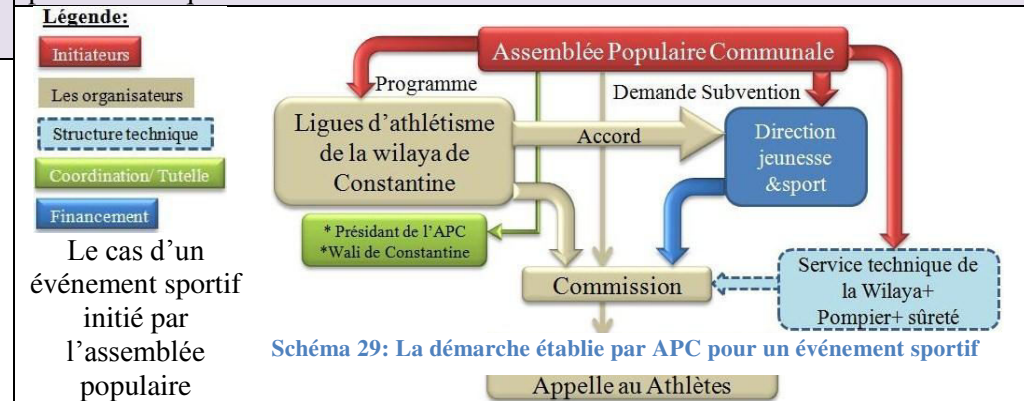 Légende:
Initiateurs
Les organisateurs
Structure technique
Coordination/ Tutelle
Financement
Le cas d’un
événement sportif
initié par
l’assemblée
populaire
Assemblée Populaire Communale
Programme
Demande Subvention
Ligues d’athlétisme
de la wilaya de
Constantine
Accord
Direction
jeunesse
&sport
* Présidant de l’APC
*Wali de Constantine
Commission
Service technique de
la Wilaya+
Pompier+ sûreté
Schéma 29: La démarche établie par APC pour un événement sportif
Appelle au Athlètes